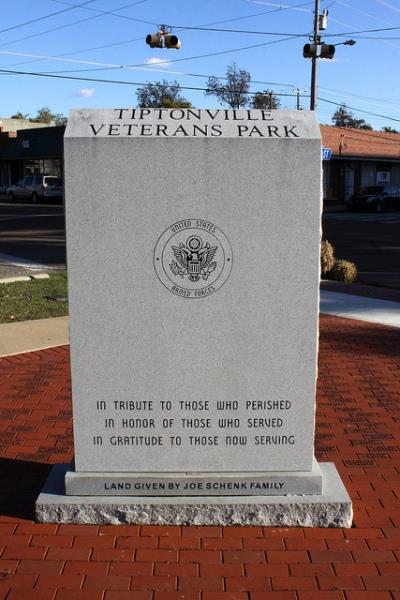 TIPTONVILLE
VETERANS PARK
UNITED STATES
ARMED FORCES
IN TRIBUTE TO THOSE WHO PERISHED
IN HONOR OF THOSE WHO SERVED
IN GRATITUDE TO THOSE NOW SERVING
LAND GIVEN BY JOE SCHENK FAMILY